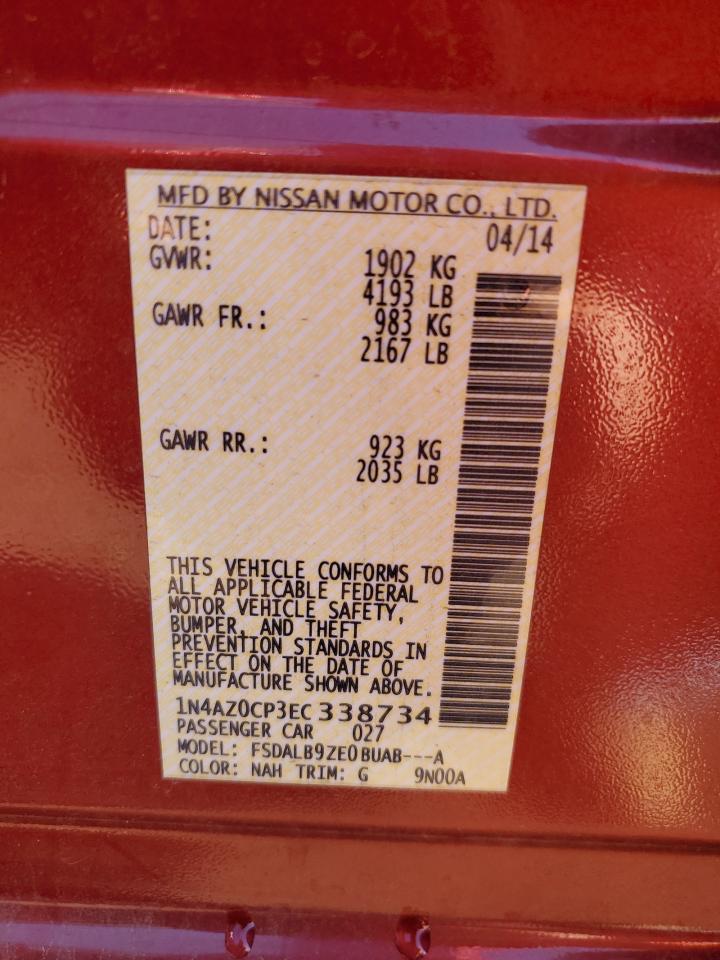 MFD BY NISSAN MOTOR CO., LTD.
DATE: 04/14
GVWR: 1902 KG
4193 LB
GAWR FR.: 983 KG
2167 LB
GAWR RR.: 923 KG
2035 LB
THIS VEHICLE CONFORMS TO
ALL APPLICABLE FEDERAL
MOTOR VEHICLE SAFETY,
BUMPER, AND THEFT
PREVENTION STANDARDS IN
EFFECT ON THE DATE OF
MANUFACTURE SHOWN ABOVE.
1N4AZ0CP3EC338734
PASSENGER CAR 027
MODEL: FSDALB9ZE0BUAB---A
COLOR: NAH TRIM: G 9N00A